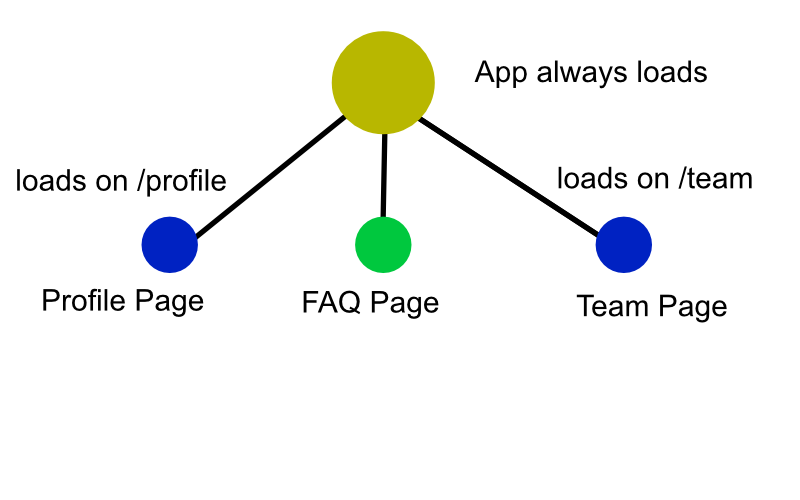 App always loads
loads on /profile
loads on /team
Profile Page
FAQ Page
Team Page